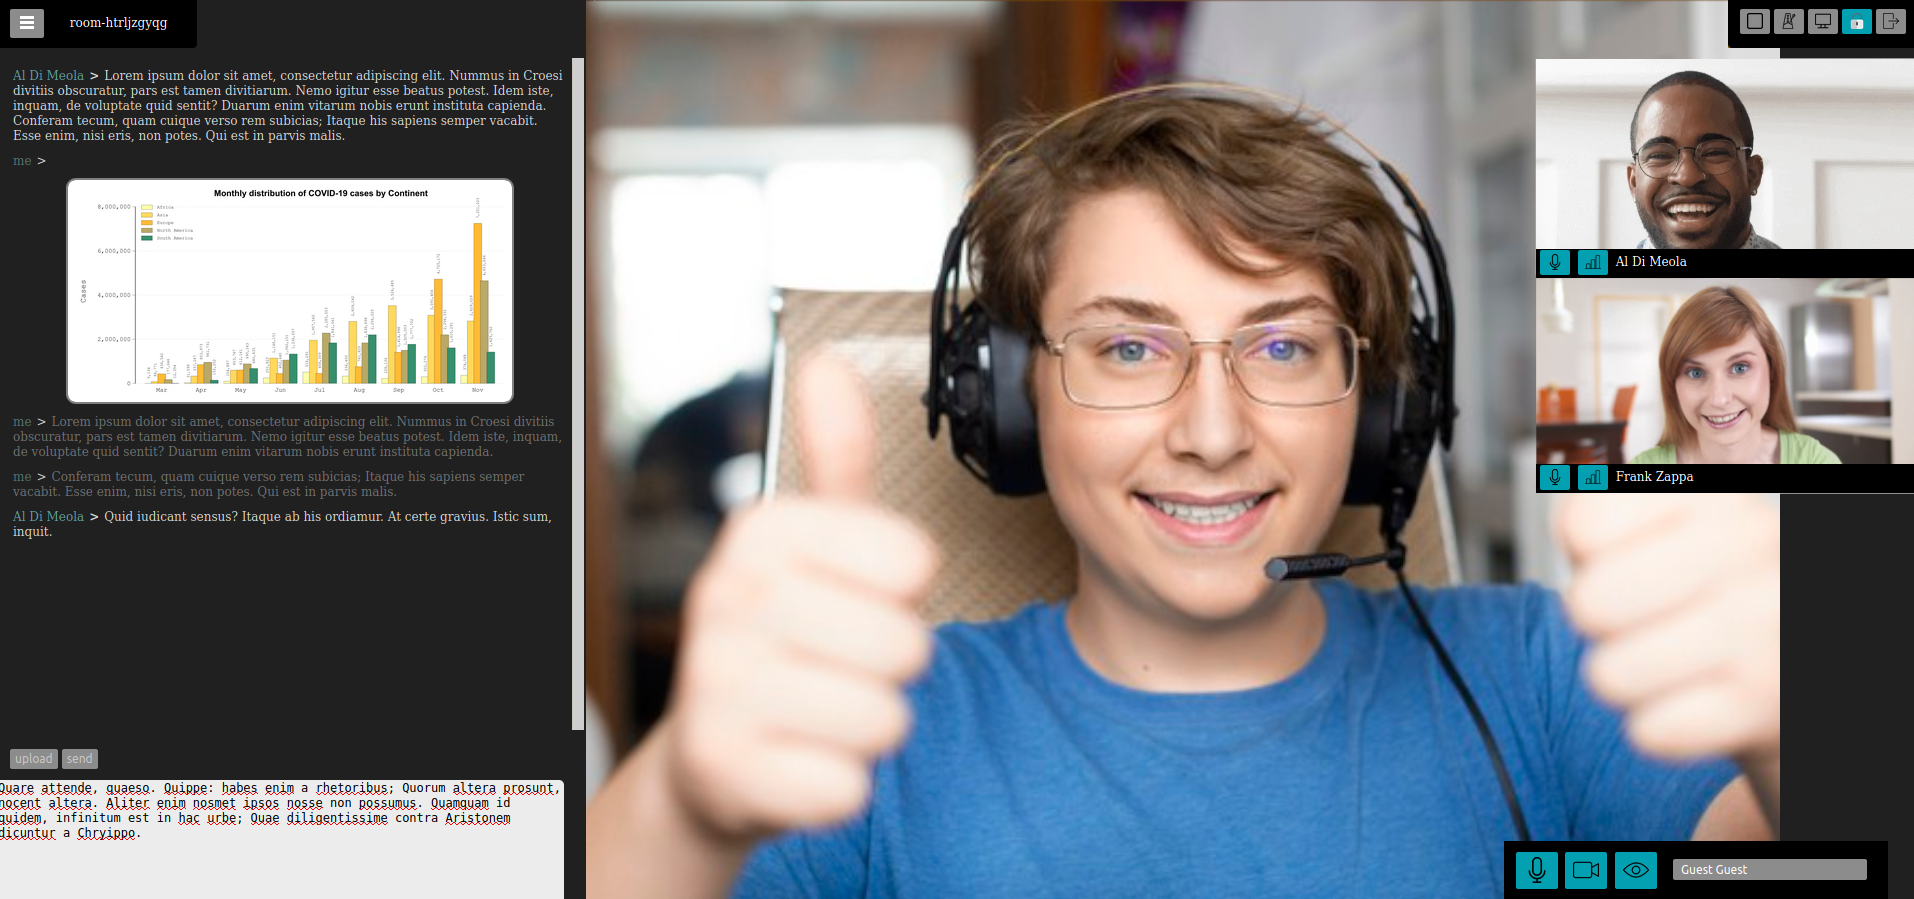 room-htrljzgyqg
Al Di Meola > Lorem ipsum dolor sit amet, consectetur adipiscing elit. Nummus in Croesi
divitiis obscuratur, pars est tamen divitiarum. Nemo igitur esse beatus potest. Idem iste,
inquam, de voluptate quid sentit? Duarum enim vitarum nobis erunt instituta capienda.
Conferam tecum, quam cuique verso rem subicias; Itaque his sapiens semper vacabit.
Esse enim, nisi eris, non potes. Qui est in parvis malis.
me >
Monthly distribution of COVID-19 cases by Continent
8,000,000
6,000,000
4,000,000
2,000,000
0
Cases
Africa
Asia
Europe
North America
South America
Mar Apr May Jun Jul Aug Sep Oct Nov
me > Lorem ipsum dolor sit amet, consectetur adipiscing elit. Nummus in Croesi divitiis
obscuratur, pars est tamen divitiarum. Nemo igitur esse beatus potest. Idem iste, inquam,
de voluptate quid sentit? Duarum enim vitarum nobis erunt instituta capienda.
me > Conferam tecum, quam cuique verso rem subicias; Itaque his sapiens semper
vacabit. Esse enim, nisi eris, non potes. Qui est in parvis malis.
Al Di Meola > Quid iudicant sensus? Itaque ab his ordiamur. At certe gravius. Istic sum,
inquit.
upload send
Quare attende, quaeso. Quippe: habes enim a rhetoribus; Quorum altera prosunt,
nocent altera. Aliter enim nosmet ipsos nosse non possumus. Quamquam id
quidem, infinitum est in hac urbe; Quae diligentissime contra Aristonem
dicuntur a Chryippo.
Al Di Meola
Frank Zappa
Guest Guest